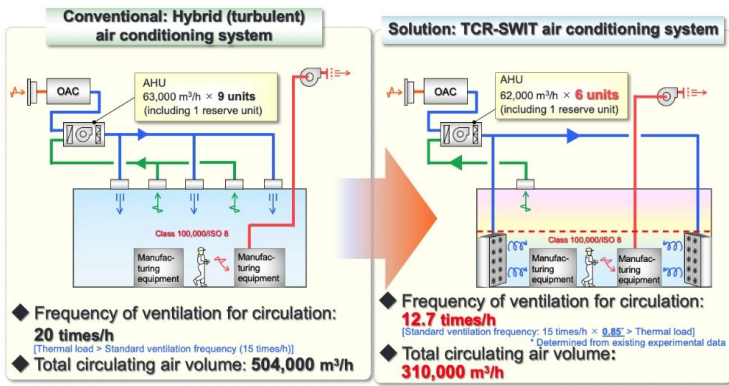 Conventional: Hybrid (turbulent)
air conditioning system
OAC
AHU
63,000 m³/h × 9 units
(including 1 reserve unit)
Class 100,000/ISO 8
Manufac-
turing
equipment
Manufac-
turing
equipment
◆ Frequency of ventilation for circulation:
20 times/h
[Thermal load > Standard ventilation frequency (15 times/h)]
◆ Total circulating air volume: 504,000 m³/h
Solution: TCR-SWIT air conditioning system
OAC
AHU
62,000 m³/h × 6 units
(including 1 reserve unit)
Class 100,000/ISO 8
Manufac-
turing
equipment
Manufac-
turing
equipment
◆ Frequency of ventilation for circulation:
12.7 times/h
[Standard ventilation frequency: 15 times/h × 0.85* > Thermal load]
* Determined from existing experimental data
◆ Total circulating air volume:
310,000 m³/h